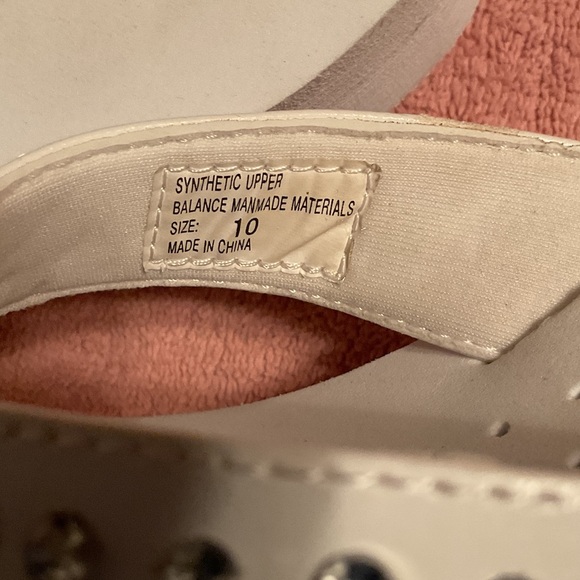 SYNTHETIC UPPER
BALANCE MANMADE MATERIALS
SIZE: 10
MADE IN CHINA